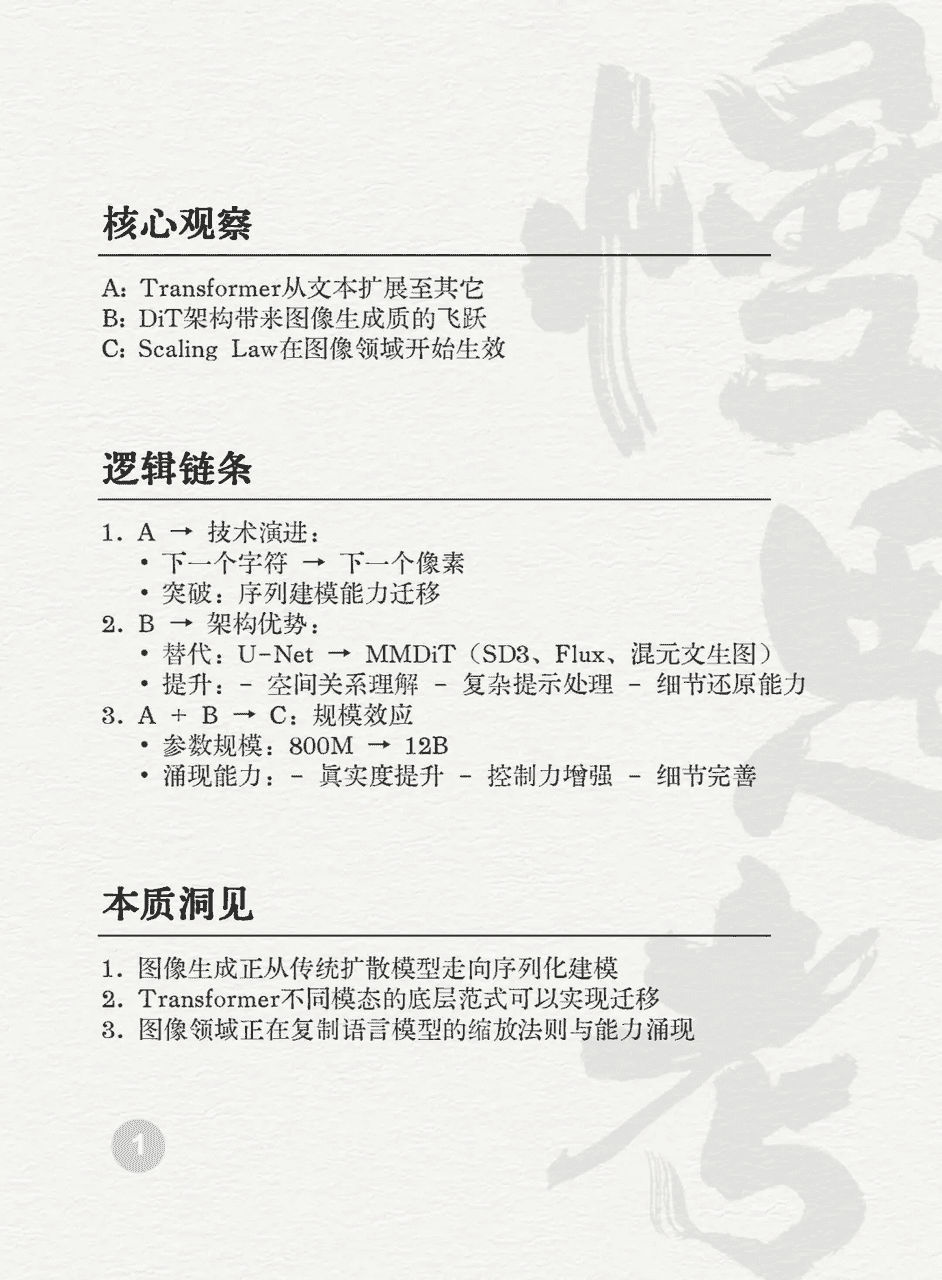 核心观察
A: Transformer从文本扩展至其它
B: DiT架构带来图像生成质的飞跃
C: Scaling Law在图像领域开始生效
逻辑链条
1. A → 技术演进:
• 下一个字符 → 下一个像素
• 突破: 序列建模能力迁移
2. B → 架构优势:
• 替代: U-Net → MMDiT (SD3、Flux、混元文生图)
• 提升: - 空间关系理解 - 复杂提示处理 - 细节还原能力
3. A + B → C: 规模效应
• 参数规模: 800M → 12B
• 涌现能力: - 真实度提升 - 控制力增强 - 细节完善
本质洞见
1. 图像生成正从传统扩散模型走向序列化建模
2. Transformer不同模态的底层范式可以实现迁移
3. 图像领域正在复制语言模型的缩放法则与能力涌现
1
慢思考